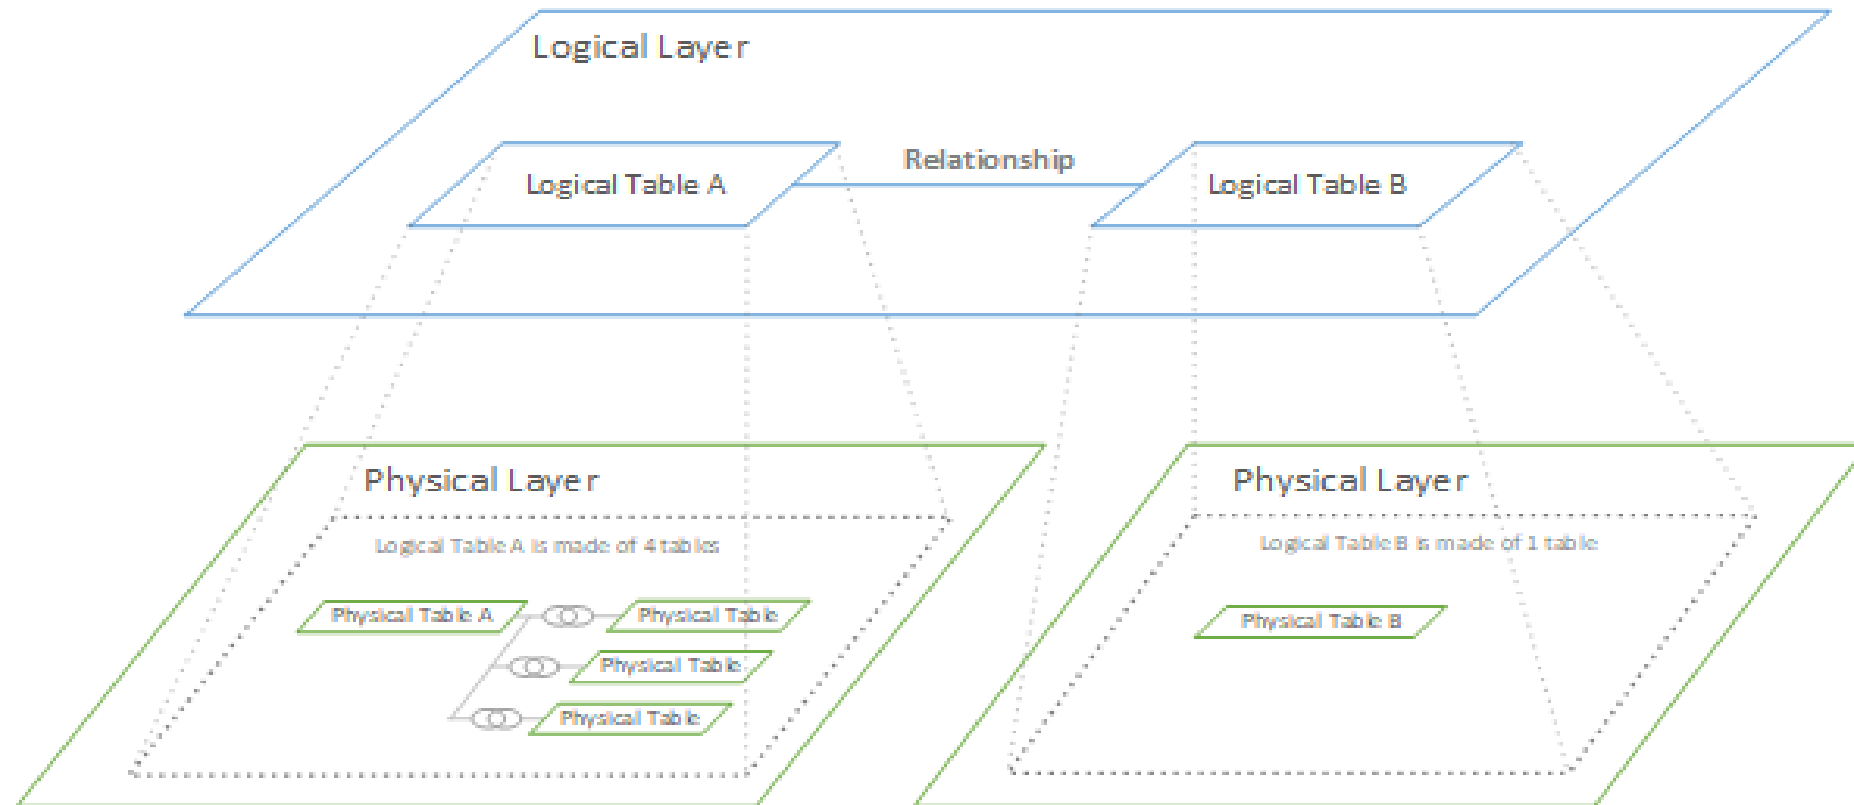 Logical Layer
Relationship
Logical Table A
Logical Table B
Physical Layer
Logical Table A is made of 4 tables
Physical Table A
Physical Table
Physical Table
Physical Table
Physical Layer
Logical Table B is made of 1 table
Physical Table B